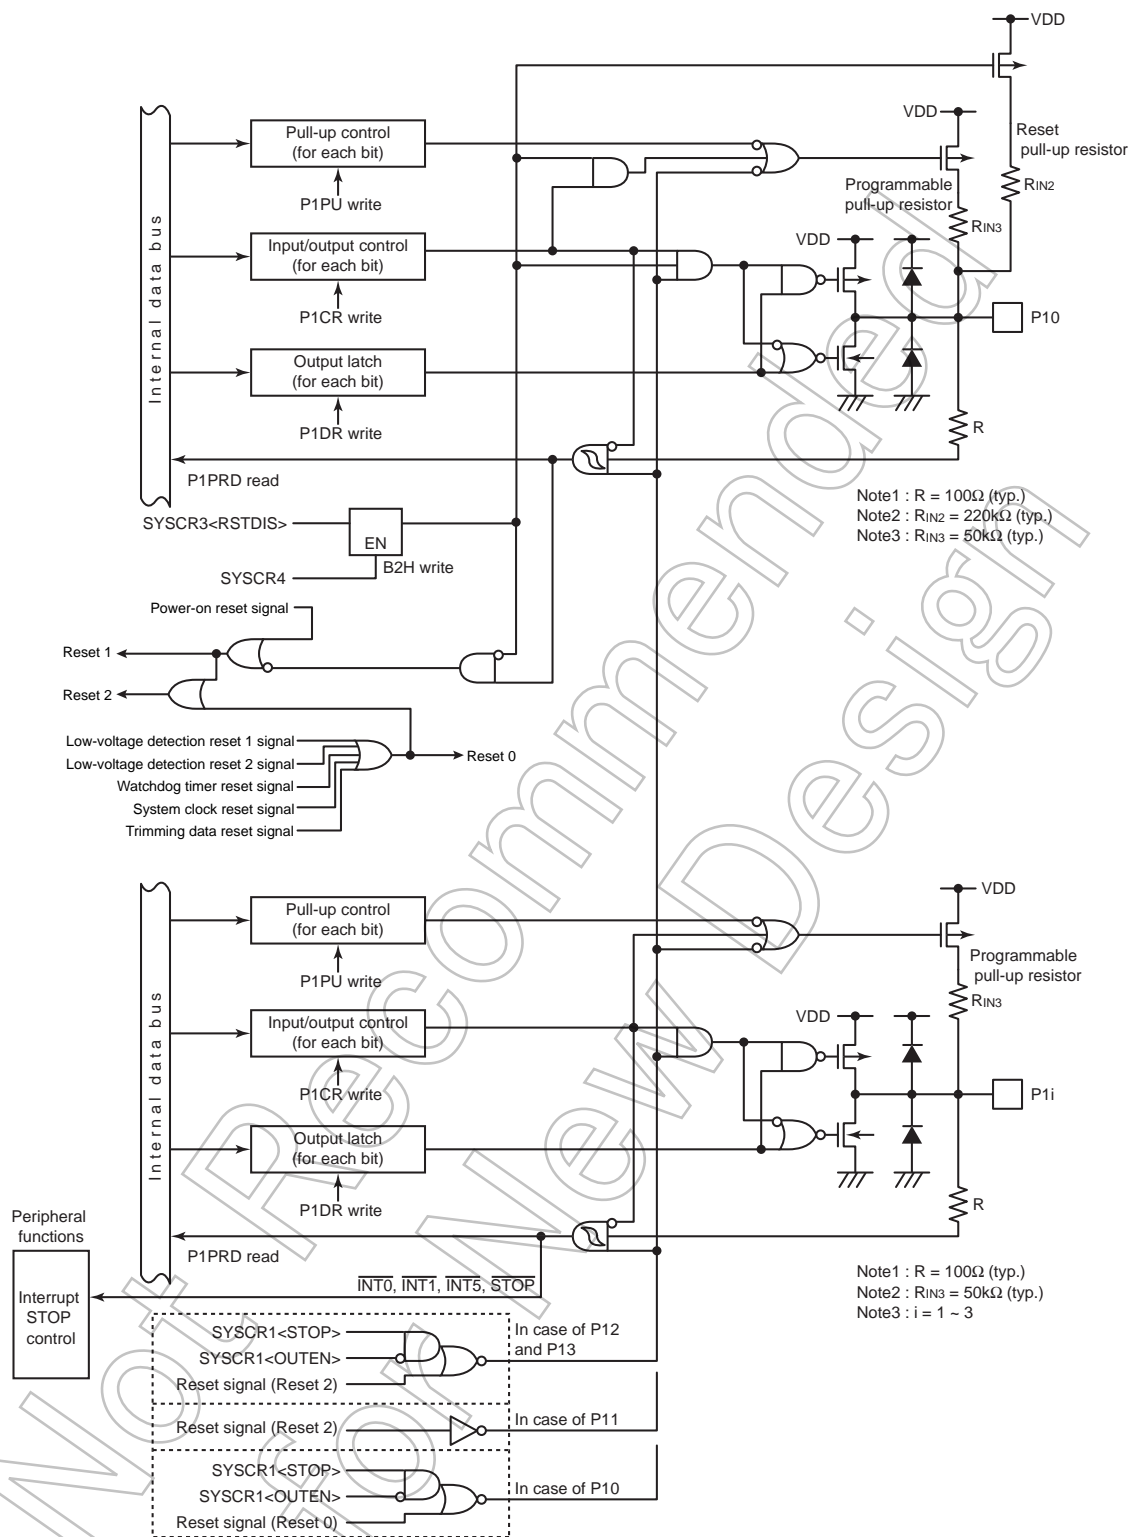 VDD
VDD
Reset
pull-up resistor
RIN2
Pull-up control
(for each bit)
P1PU write
Programmable
pull-up resistor
RIN3
Internal data bus
Input/output control
(for each bit)
P1CR write
VDD
P10
Output latch
(for each bit)
P1DR write
R
P1PRD read
Note1 : R = 100Ω (typ.)
Note2 : RIN2 = 220kΩ (typ.)
Note3 : RIN3 = 50kΩ (typ.)
SYSCR3<RSTDIS>
EN
B2H write
SYSCR4
Power-on reset signal
Reset 1
Reset 2
Low-voltage detection reset 1 signal
Low-voltage detection reset 2 signal
Watchdog timer reset signal
System clock reset signal
Trimming data reset signal
Reset 0
VDD
Pull-up control
(for each bit)
P1PU write
Programmable
pull-up resistor
RIN3
Internal data bus
Input/output control
(for each bit)
P1CR write
VDD
P1i
Output latch
(for each bit)
P1DR write
R
P1PRD read
Peripheral
functions
Interrupt
STOP
control
INT0, INT1, INT5, STOP
Note1 : R = 100Ω (typ.)
Note2 : RIN3 = 50kΩ (typ.)
Note3 : i = 1 ~ 3
SYSCR1<STOP>
SYSCR1<OUTEN>
Reset signal (Reset 2)
In case of P12
and P13
Reset signal (Reset 2)
In case of P11
SYSCR1<STOP>
SYSCR1<OUTEN>
Reset signal (Reset 0)
In case of P10
Not Recommended
for New Design